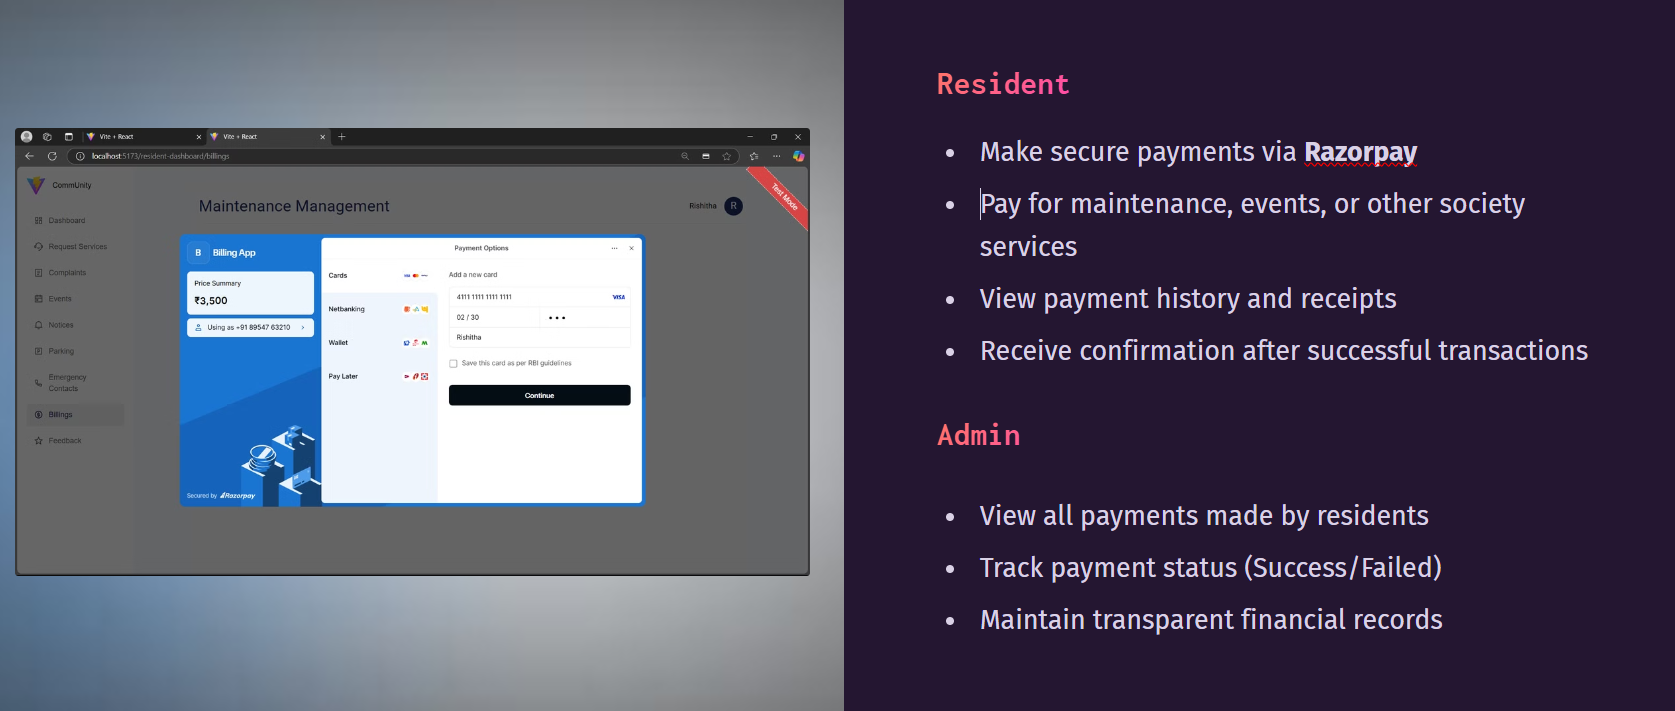 Vite + React
Vite + React
localhost:5173/resident-dashboard/billings
CommUnity
Dashboard
Request Services
Complaints
Events
Notices
Parking
Emergency
Contacts
Billings
Feedback
Maintenance Management
Rishitha
R
Test Mode
B
Billing App
Price Summary
₹3,500
Using as +91 89547 63210
Secured by Razorpay
Payment Options
Cards
Netbanking
Wallet
Pay Later
Add a new card
4111 1111 1111 1111
VISA
02 / 30
•••
Rishitha
Save this card as per RBI guidelines
Continue
Resident
• Make secure payments via Razorpay
• Pay for maintenance, events, or other society
services
• View payment history and receipts
• Receive confirmation after successful transactions
Admin
• View all payments made by residents
• Track payment status (Success/Failed)
• Maintain transparent financial records